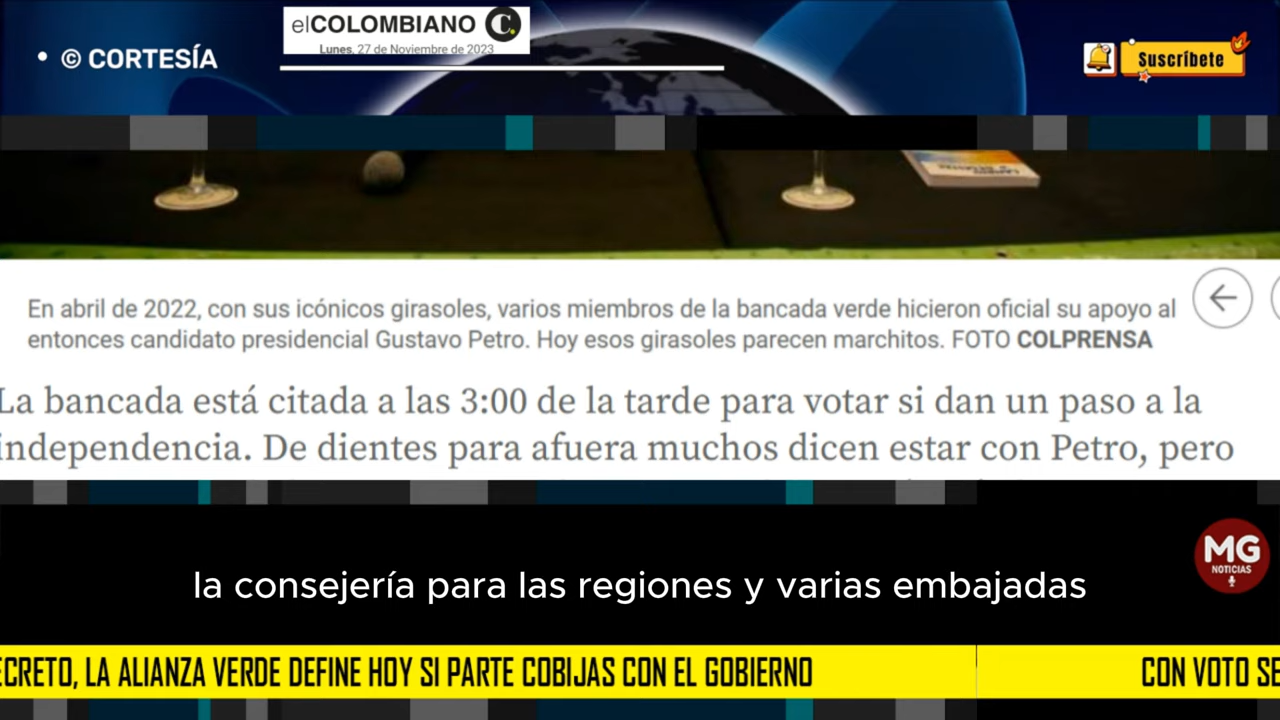 elCOLOMBIANO C.
Lunes, 27 de Noviembre de 2023
• © CORTESÍA
Suscríbete
En abril de 2022, con sus icónicos girasoles, varios miembros de la bancada verde hicieron oficial su apoyo al
entonces candidato presidencial Gustavo Petro. Hoy esos girasoles parecen marchitos. FOTO COLPRENSA
La bancada está citada a las 3:00 de la tarde para votar si dan un paso a la
independencia. De dientes para afuera muchos dicen estar con Petro, pero
MG
NOTICIAS
la consejería para las regiones y varias embajadas
ECRETO, LA ALIANZA VERDE DEFINE HOY SI PARTE COBIJAS CON EL GOBIERNO
CON VOTO SE